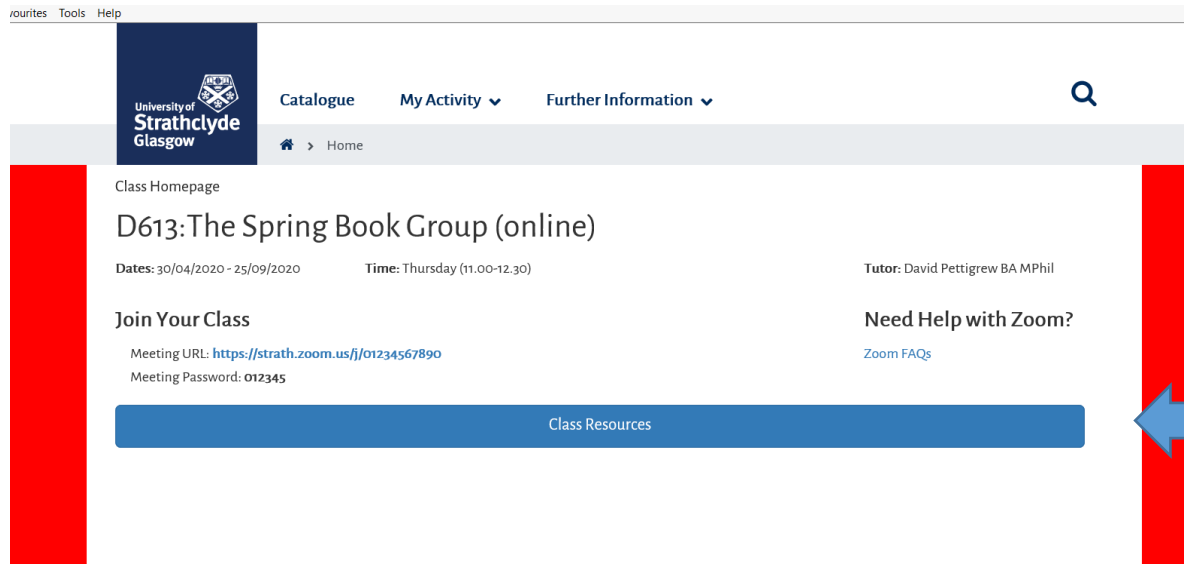 vourites Tools Help
University of
Strathclyde
Glasgow
Catalogue My Activity Further Information
Home
Class Homepage
D613:The Spring Book Group (online)
Dates: 30/04/2020 - 25/09/2020 Time: Thursday (11.00-12.30) Tutor: David Pettigrew BA MPhil
Join Your Class Need Help with Zoom?
Meeting URL: https://strath.zoom.us/j/01234567890 Zoom FAQs
Meeting Password: 012345
Class Resources